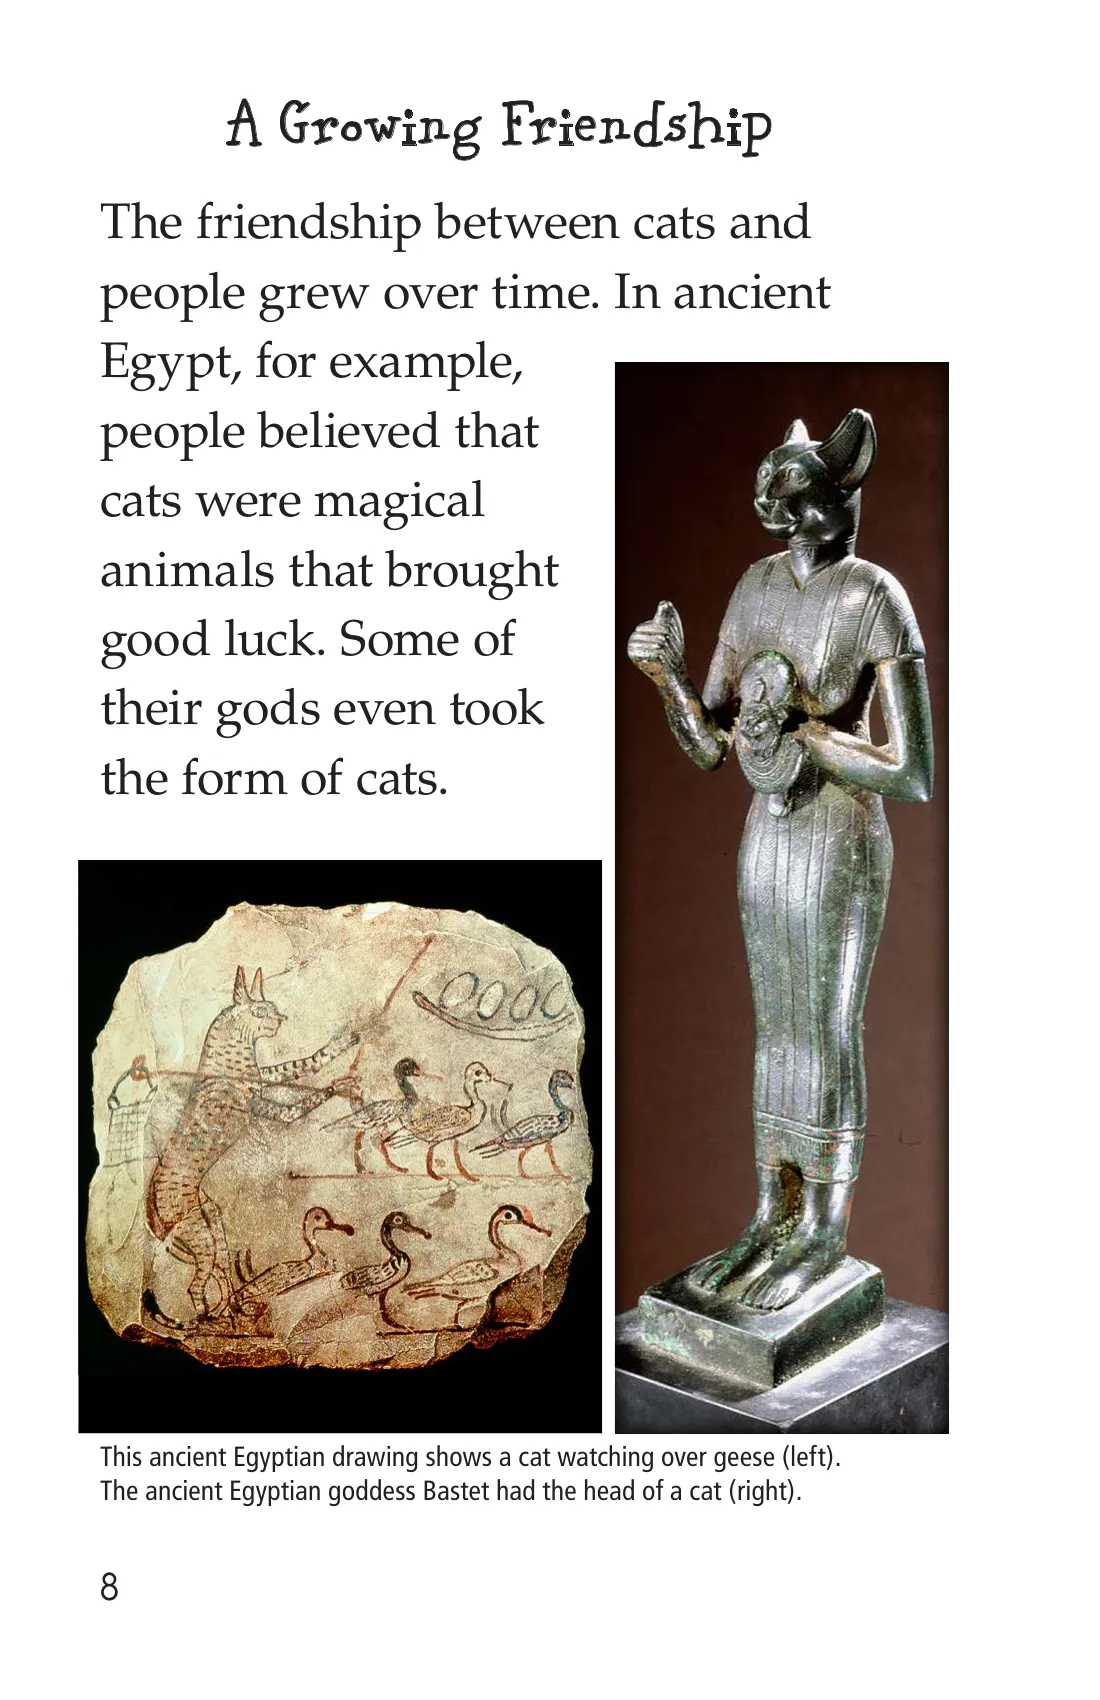 A Growing Friendship
The friendship between cats and
people grew over time. In ancient
Egypt, for example,
people believed that
cats were magical
animals that brought
good luck. Some of
their gods even took
the form of cats.
This ancient Egyptian drawing shows a cat watching over geese (left).
The ancient Egyptian goddess Bastet had the head of a cat (right).
8